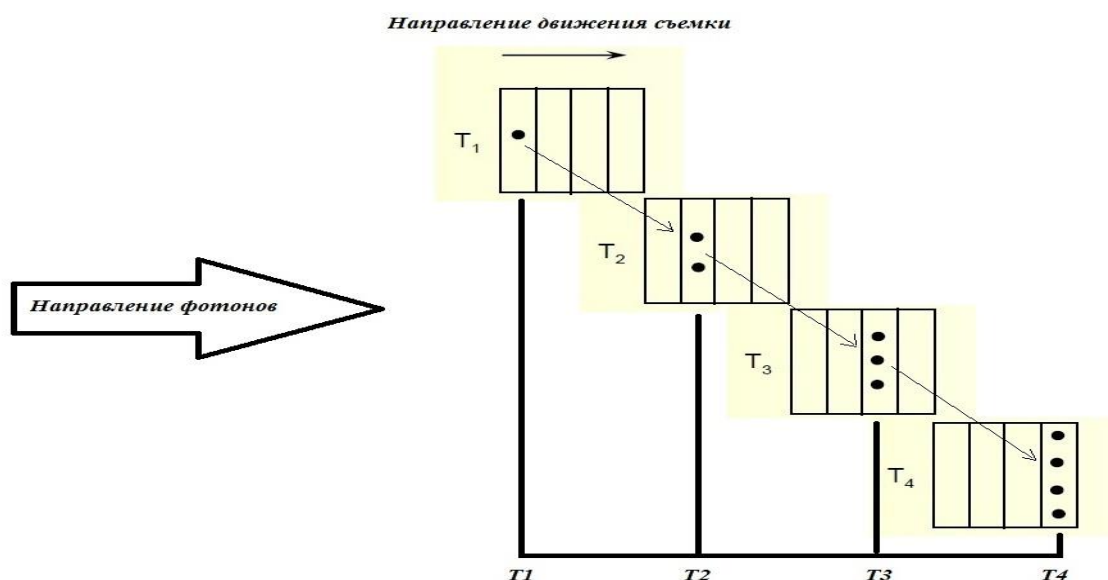 Направление движения съемки
T₁
T₂
Направление фотонов
T₃
T₄
T1 T2 T3 T4